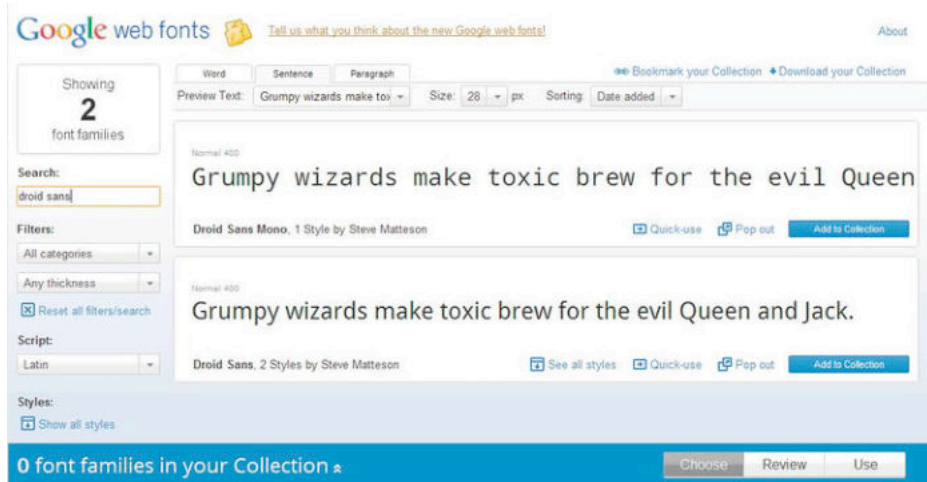 Google web fonts
Tell us what you think about the new Google web fonts!
About
Showing
2
font families
Search:
droid sans
Filters:
All categories
Any thickness
Reset all filters/search
Script:
Latin
Styles:
Show all styles
Word Sentence Paragraph
Bookmark your Collection Download your Collection
Preview Text: Grumpy wizards make tox Size: 28 px Sorting: Date added
Normal 400
Grumpy wizards make toxic brew for the evil Queen
Droid Sans Mono, 1 Style by Steve Matteson
Quick-use Pop out Add to Collection
Normal 400
Grumpy wizards make toxic brew for the evil Queen and Jack.
Droid Sans, 2 Styles by Steve Matteson
See all styles Quick-use Pop out Add to Collection
0 font families in your Collection
Choose Review Use